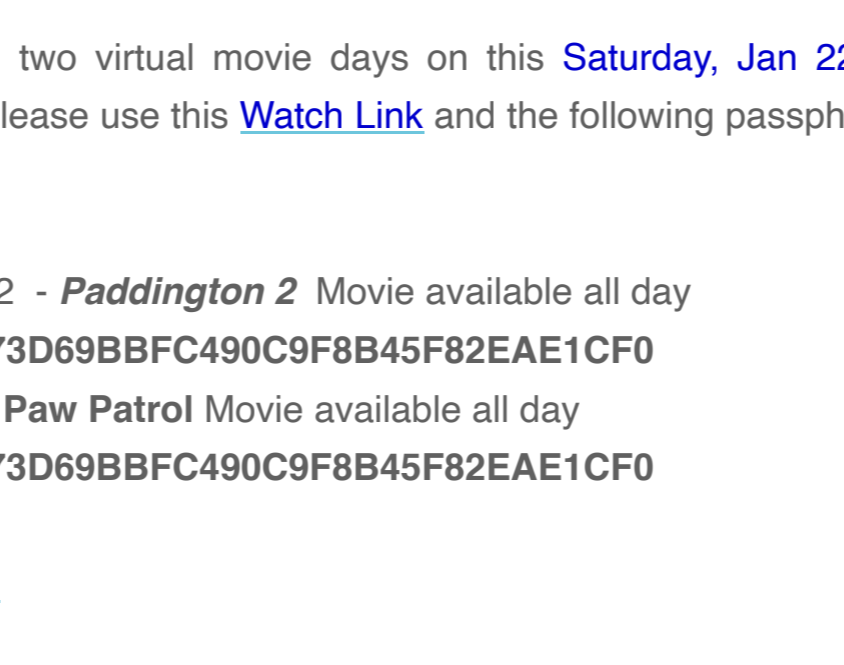 two virtual movie days on this Saturday, Jan 22
lease use this Watch Link and the following passph
2 - Paddington 2 Movie available all day
73D69BBFC490C9F8B45F82EAE1CF0
Paw Patrol Movie available all day
73D69BBFC490C9F8B45F82EAE1CF0